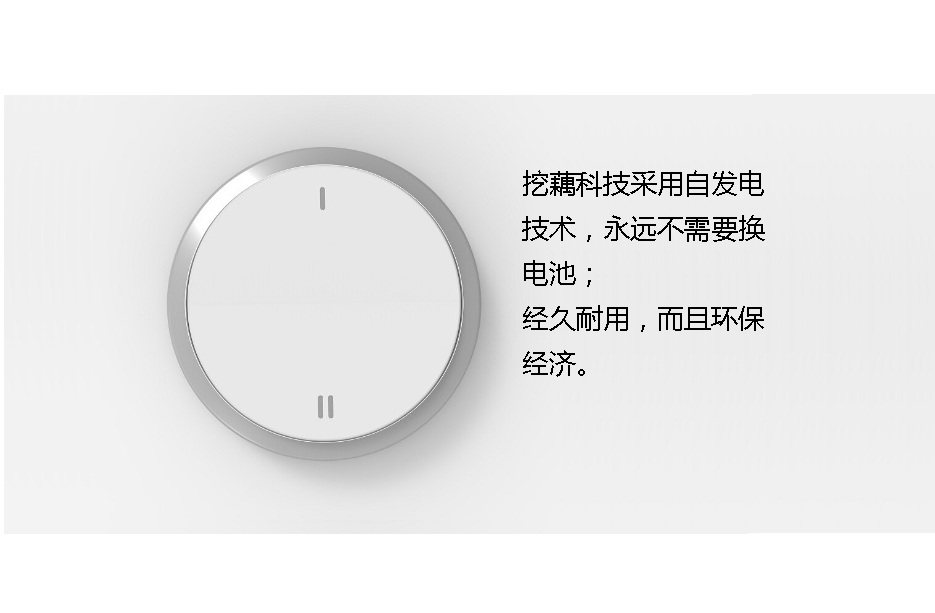 挖藕科技采用自发电
技术，永远不需要换
电池；
经久耐用，而且环保
经济。